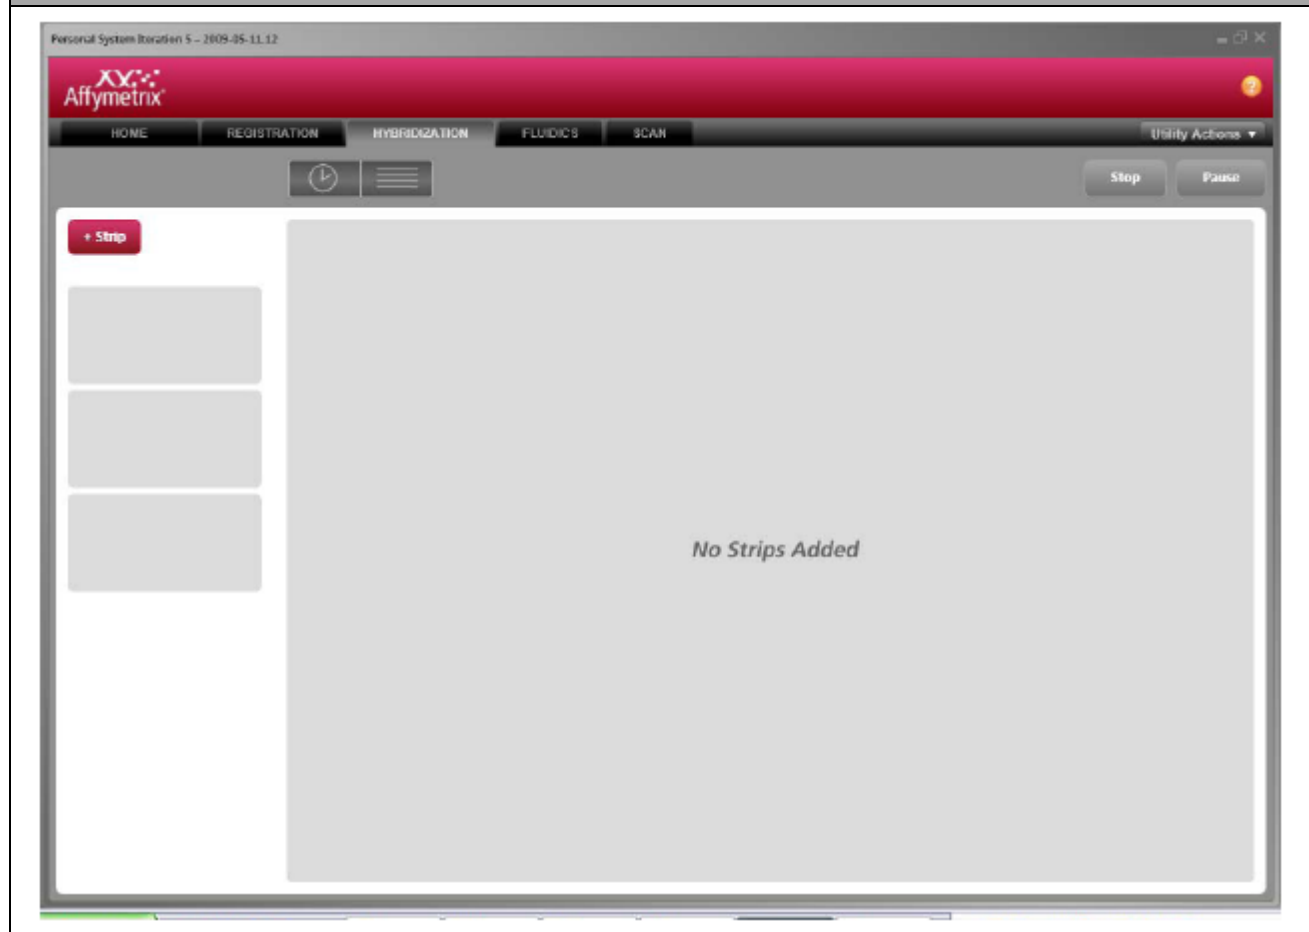 Personal System Iteration 5 – 2009-05-11.12
Affymetrix
?
HOME REGISTRATION HYBRIDIZATION FLUIDICS SCAN Utility Actions
Stop Pause
+ Strip
No Strips Added